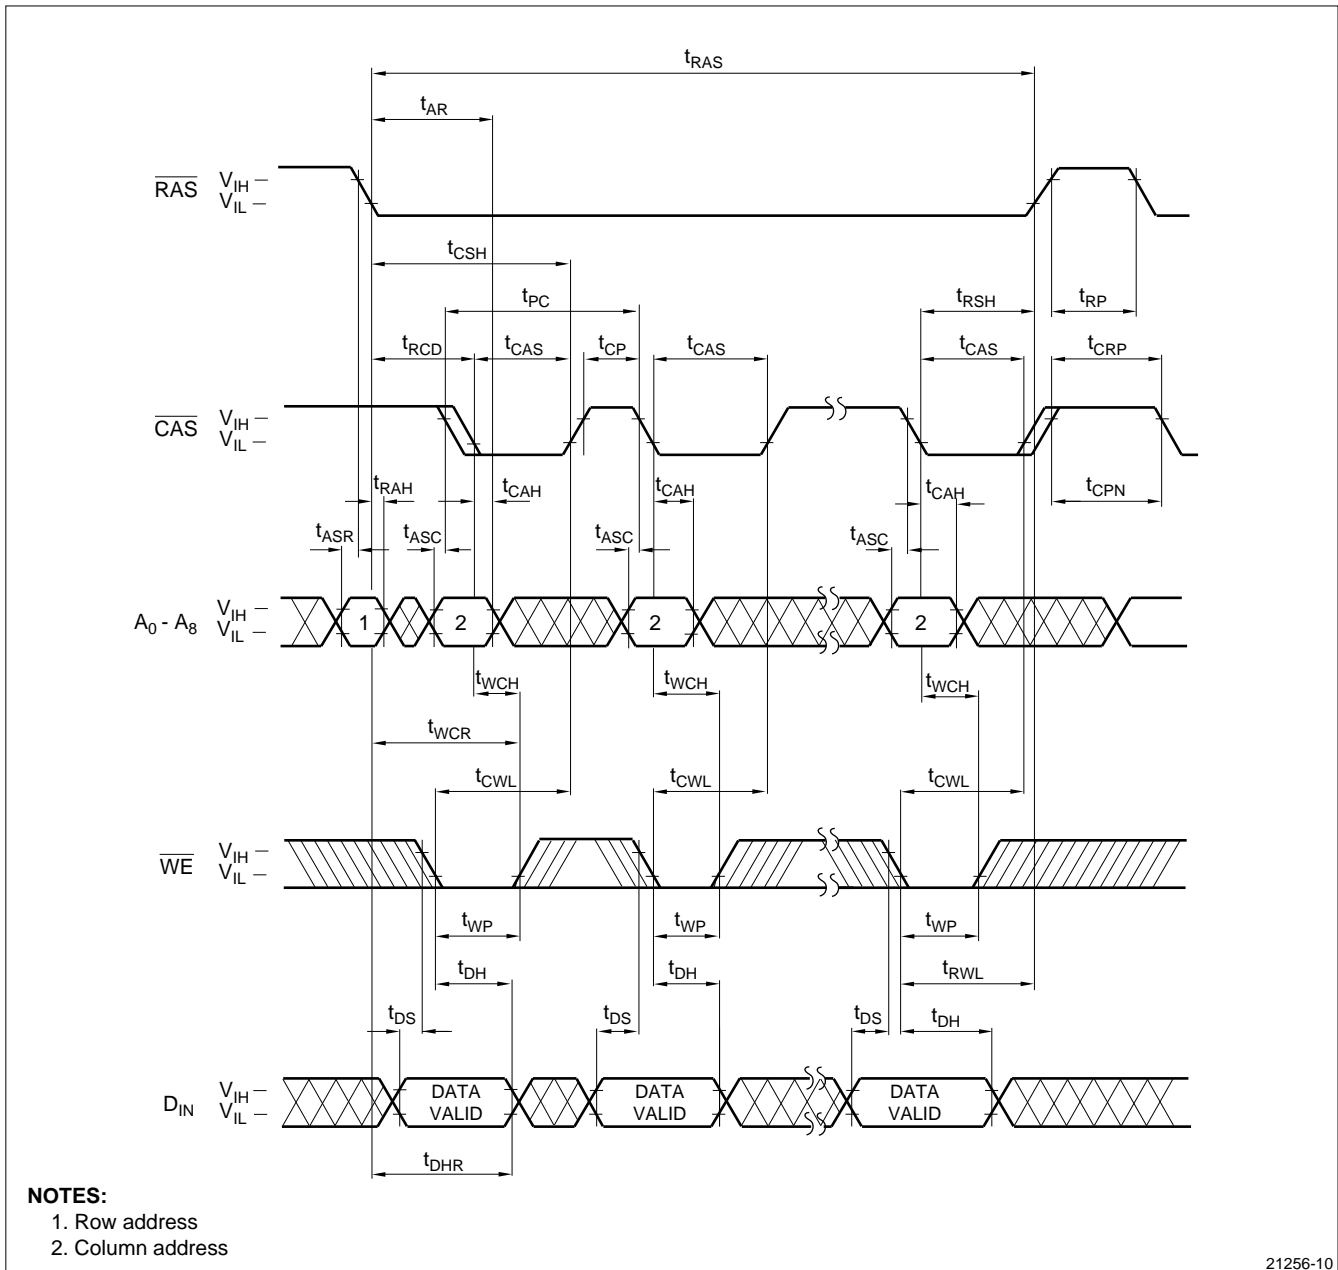 tRAS
tAR
RAS VIH
VIL
tCSH
tPC tRSH tRP
tRCD tCAS tCP tCAS tCAS tCRP
CAS VIH
VIL
tRAH tCAH tCAH tCAH tCPN
tASR tASC tASC tASC
A0 - A8 VIH
VIL
1 2 2 2
tWCH tWCH tWCH
tWCR
tCWL tCWL tCWL
WE VIH
VIL
tWP tWP tWP
tDH tDH tRWL
tDS tDS tDS tDH
DIN VIH
VIL
DATA VALID DATA VALID DATA VALID
tDHR
NOTES:
1. Row address
2. Column address
21256-10